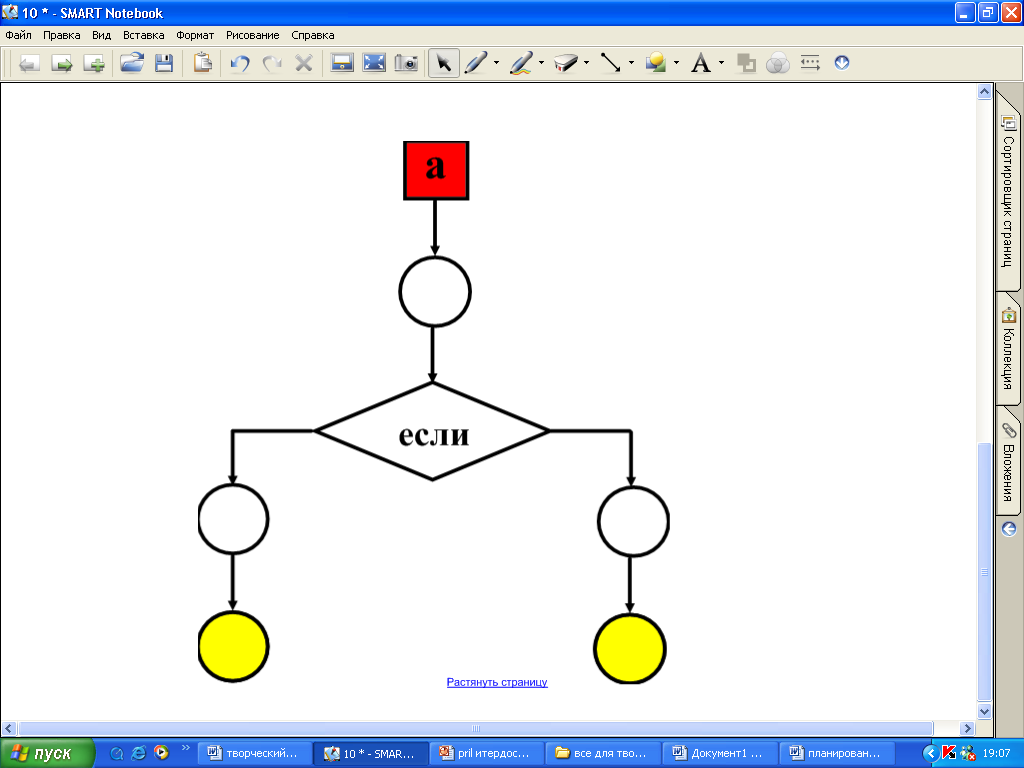 10 * - SMART Notebook
Файл Правка Вид Вставка Формат Рисование Справка
A
а
если
Растянуть страницу
Сортировщик страниц
Коллекция
Вложения
пуск
творческий...
10 * - SMAR...
pril итердос...
все для тво...
Документ1 ...
планирован...
19:07